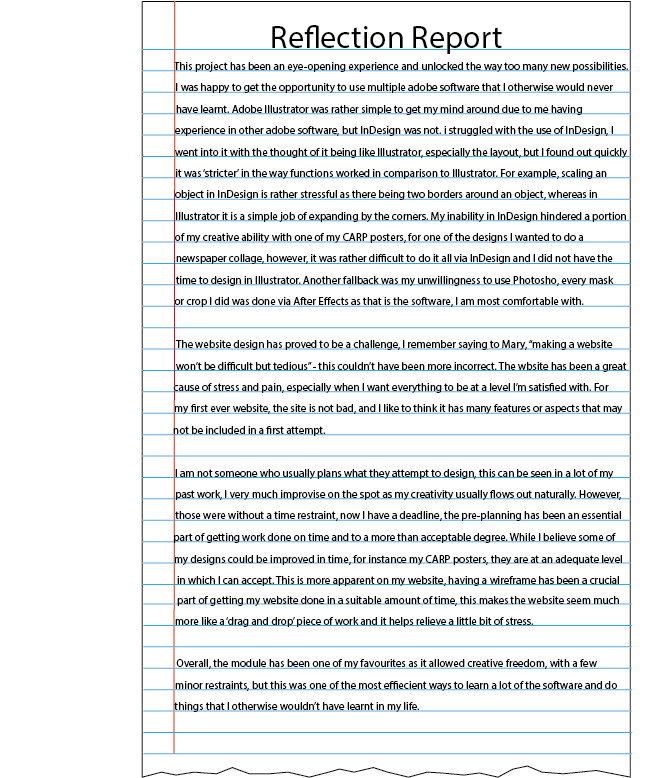 Reflection Report
This project has been an eye-opening experience and unlocked the way too many new possibilities.
I was happy to get the opportunity to use multiple adobe software that I otherwise would never
have learnt. Adobe Illustrator was rather simple to get my mind around due to me having
experience in other adobe software, but InDesign was not. i struggled with the use of InDesign, I
went into it with the thought of it being like Illustrator, especially the layout, but I found out quickly
it was ‘stricter’ in the way functions worked in comparison to Illustrator. For example, scaling an
object in InDesign is rather stressful as there being two borders around an object, whereas in
Illustrator it is a simple job of expanding by the corners. My inability in InDesign hindered a portion
of my creative ability with one of my CARP posters, for one of the designs I wanted to do a
newspaper collage, however, it was rather difficult to do it all via InDesign and I did not have the
time to design in Illustrator. Another fallback was my unwillingness to use Photosho, every mask
or crop I did was done via After Effects as that is the software, I am most comfortable with.
The website design has proved to be a challenge, I remember saying to Mary, “making a website
won’t be difficult but tedious”- this couldn’t have been more incorrect. The wbsite has been a great
cause of stress and pain, especially when I want everything to be at a level I’m satisfied with. For
my first ever website, the site is not bad, and I like to think it has many features or aspects that may
not be included in a first attempt.
I am not someone who usually plans what they attempt to design, this can be seen in a lot of my
past work, I very much improvise on the spot as my creativity usually flows out naturally. However,
those were without a time restraint, now I have a deadline, the pre-planning has been an essential
part of getting work done on time and to a more than acceptable degree. While I believe some of
my designs could be improved in time, for instance my CARP posters, they are at an adequate level
in which I can accept. This is more apparent on my website, having a wireframe has been a crucial
part of getting my website done in a suitable amount of time, this makes the website seem much
more like a ‘drag and drop’ piece of work and it helps relieve a little bit of stress.
Overall, the module has been one of my favourites as it allowed creative freedom, with a few
minor restraints, but this was one of the most effiecient ways to learn a lot of the software and do
things that I otherwise wouldn’t have learnt in my life.